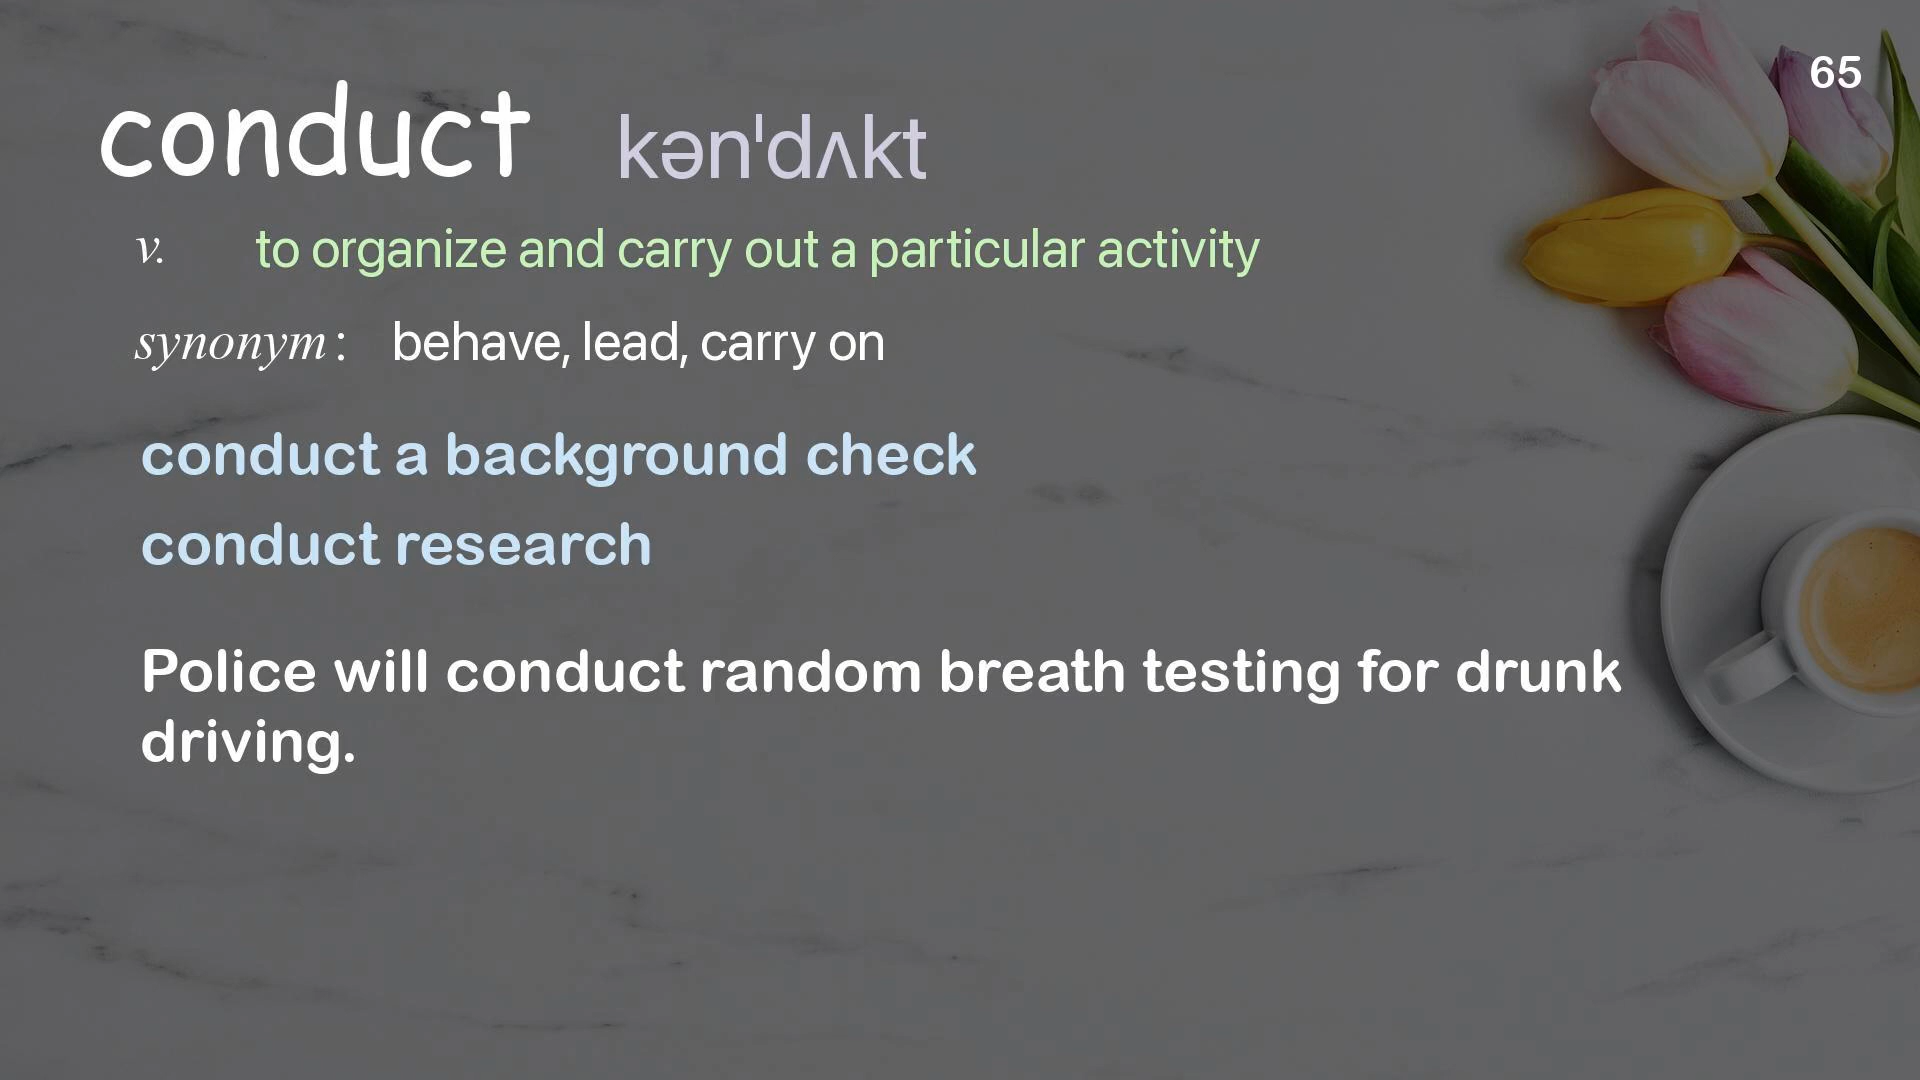 65
conduct kən'dʌkt
v. to organize and carry out a particular activity
synonym: behave, lead, carry on
conduct a background check
conduct research
Police will conduct random breath testing for drunk
driving.